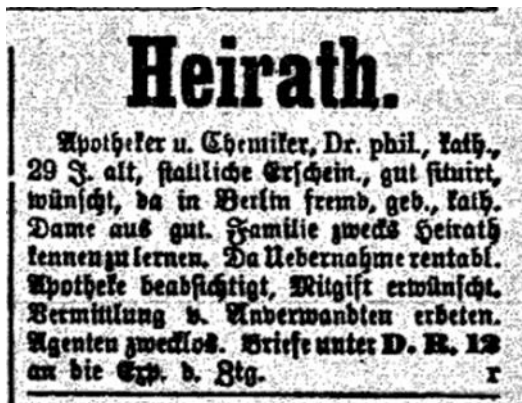 Heirath.
Apotheker u. Chemiker, Dr. phil., kath.,
29 J. alt, stattliche Erschein., gut situirt,
wünscht, da in Berlin fremd, geb., kath.
Dame aus gut. Familie zwecks Heirath
kennenzulernen. Da Uebernahme rentabl.
Apotheke beabsichtigt, Mitgift erwünscht.
Vermittlung v. Anverwandten erbeten.
Agenten zwecklos. Briefe unter D. R. 12
an die Exp. d. Ztg. r